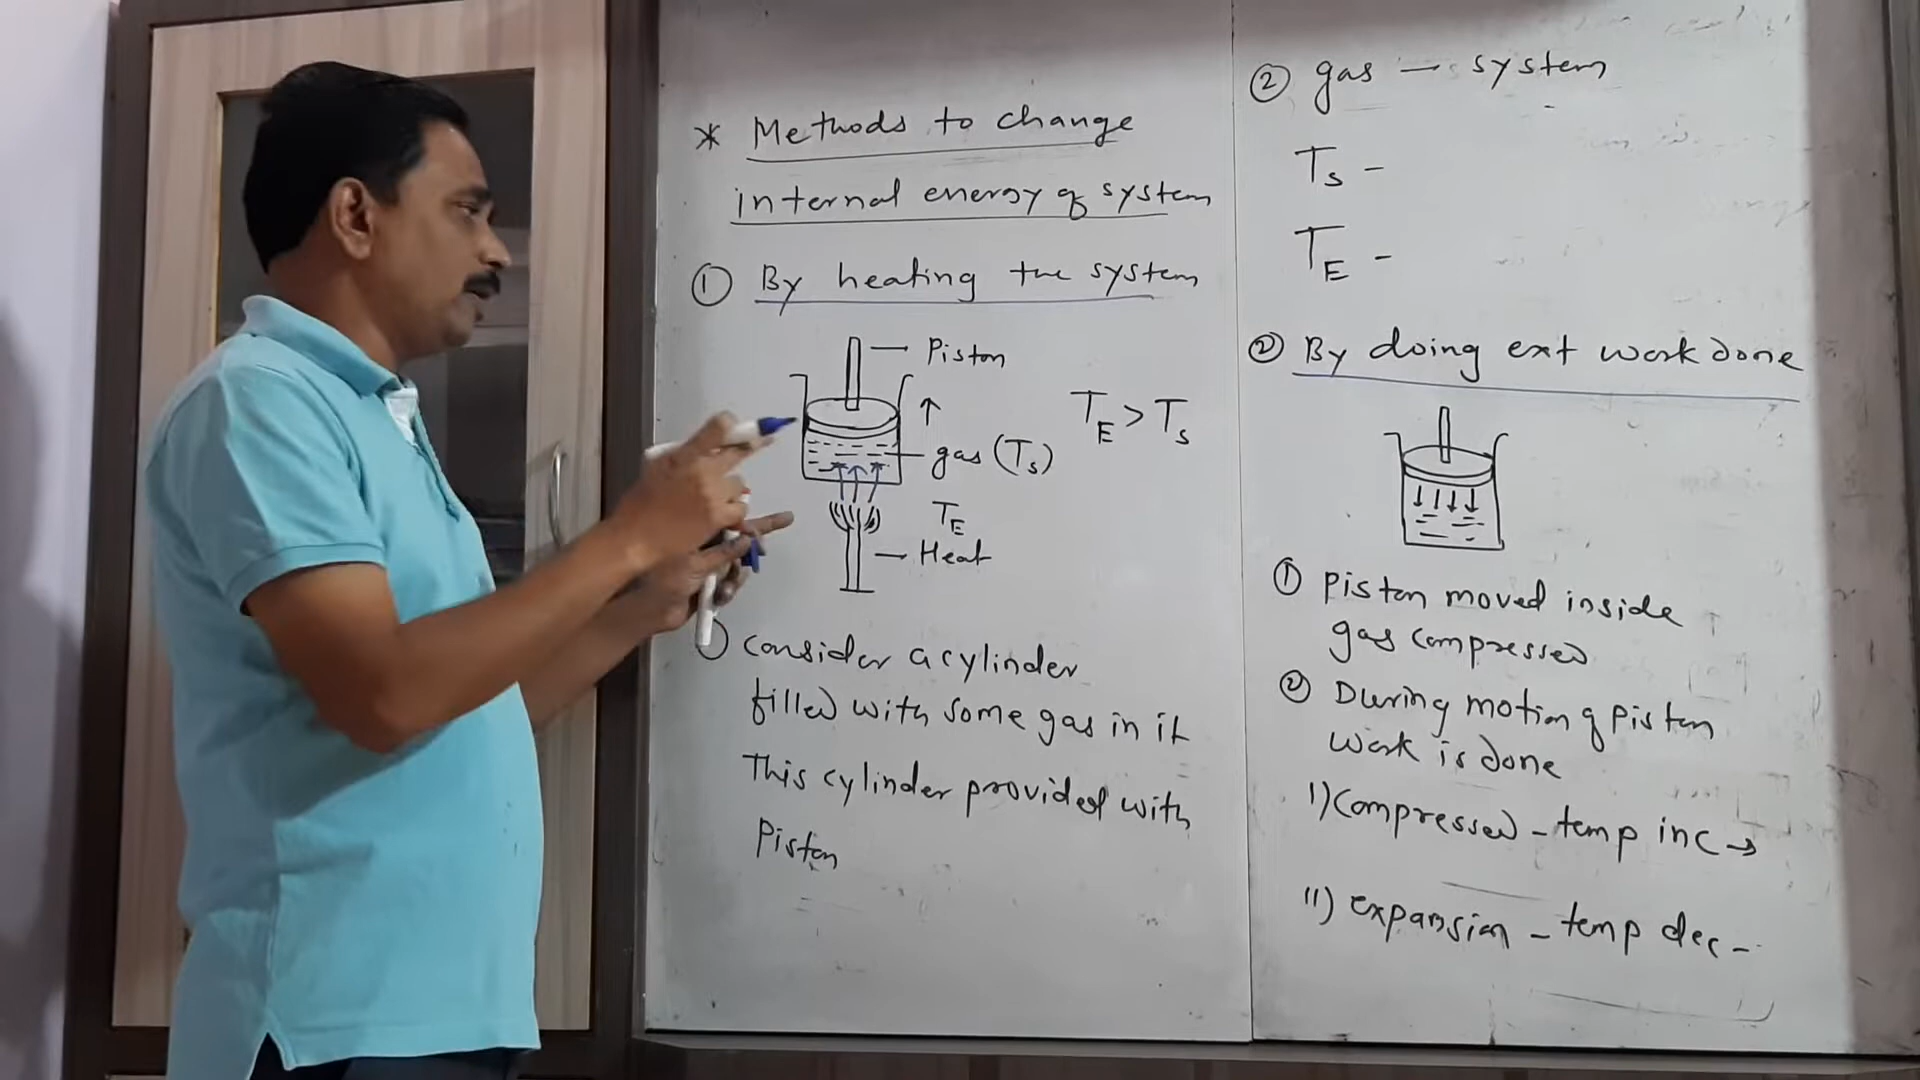 * Methods to change
internal energy of system
① By heating the system
Piston
↑
gas (Ts)
TE > Ts
TE
Heat
① consider a cylinder
filled with some gas in it
This cylinder provided with
Piston
② gas — system
Ts -
TE -
② By doing ext work done
① Piston moved inside
gas compressed
② During motion of piston
work is done
I) compressed - temp inc →
II) expansion - temp dec -